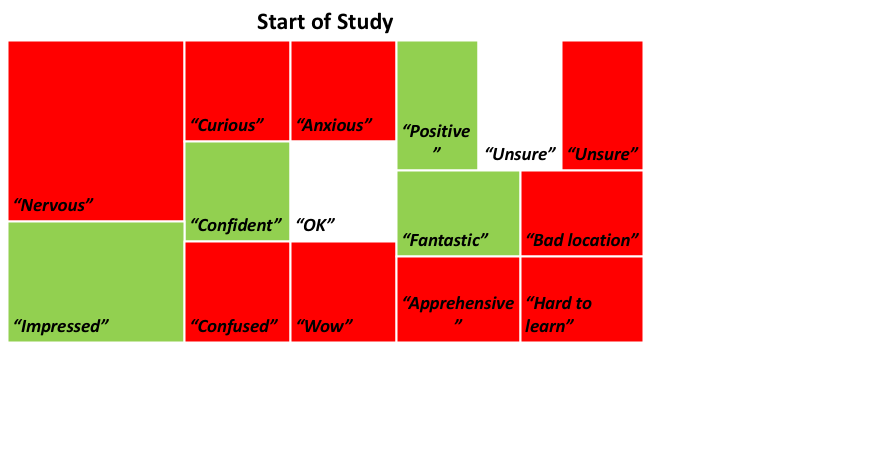 Start of Study
“Nervous”
“Impressed”
“Curious”
“Anxious”
“Confident”
“OK”
“Confused”
“Wow”
“Positive
”
“Unsure”
“Unsure”
“Fantastic”
“Bad location”
“Apprehensive
”
“Hard to
learn”